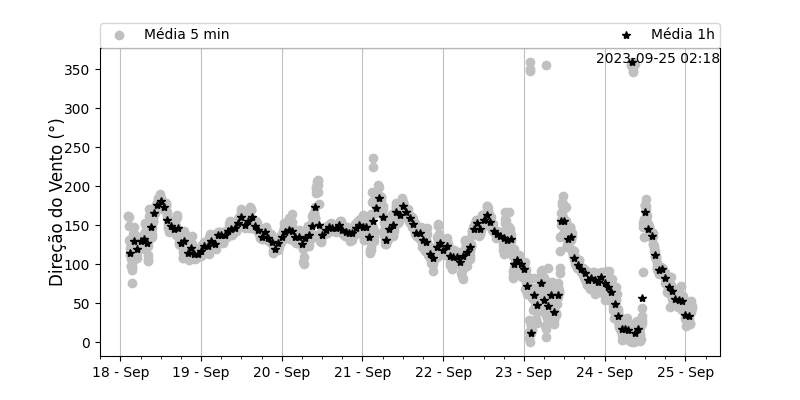 Média 5 min
Média 1h
2023-09-25 02:18
Direção do Vento (°)
350
300
250
200
150
100
50
0
18 - Sep
19 - Sep
20 - Sep
21 - Sep
22 - Sep
23 - Sep
24 - Sep
25 - Sep